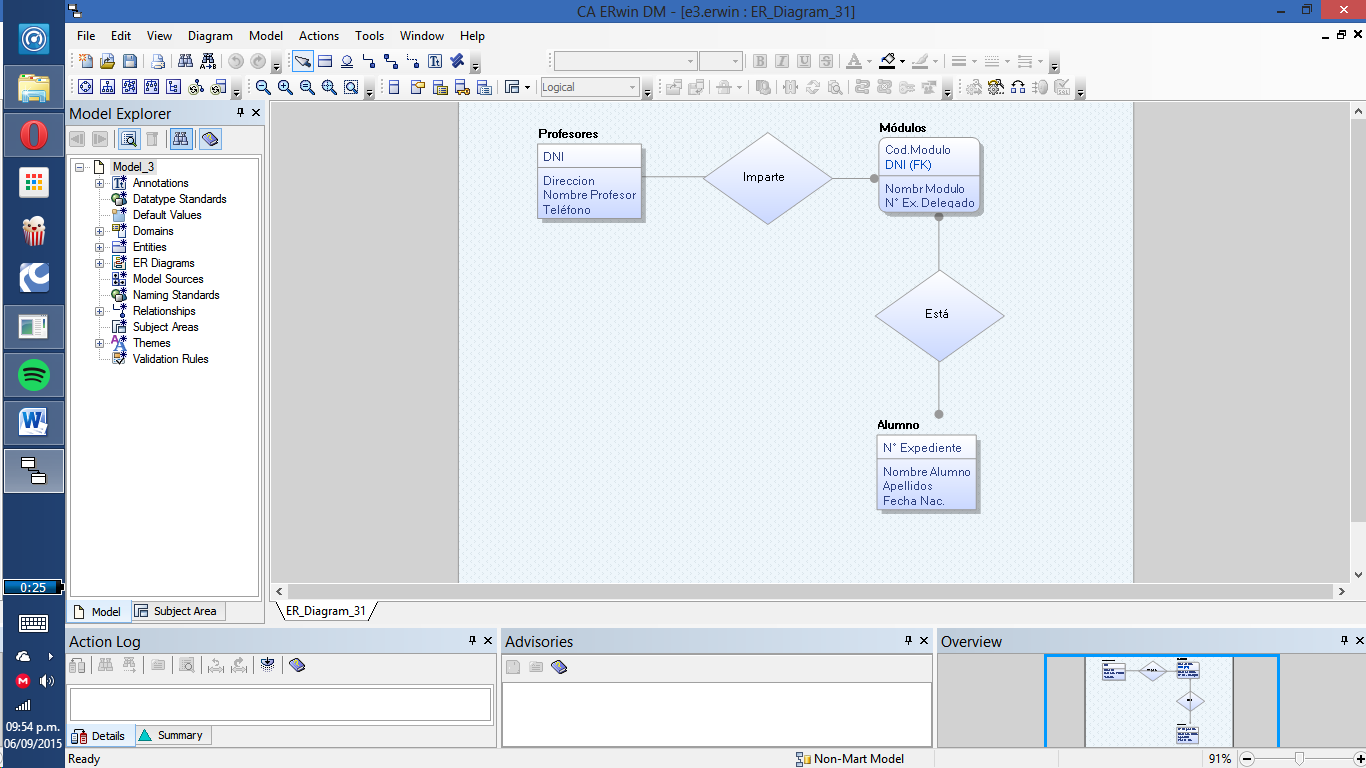 CA ERwin DM - [e3.erwin : ER_Diagram_31]
File Edit View Diagram Model Actions Tools Window Help
Logical
Model Explorer
Model_3
Annotations
Datatype Standards
Default Values
Domains
Entities
ER Diagrams
Model Sources
Naming Standards
Relationships
Subject Areas
Themes
Validation Rules
Model
Subject Area
Profesores
DNI
Direccion
Nombre Profesor
Teléfono
Imparte
Módulos
Cod.Modulo
DNI (FK)
Nombr Modulo
N° Ex. Delegado
Está
Alumno
N° Expediente
Nombre Alumno
Apellidos
Fecha Nac.
ER_Diagram_31
Action Log
Details
Summary
Advisories
Overview
0:25
09:54 p.m.
06/09/2015
Ready
Non-Mart Model
91%